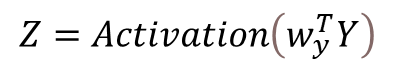 Z = Activation(w_y^T Y)